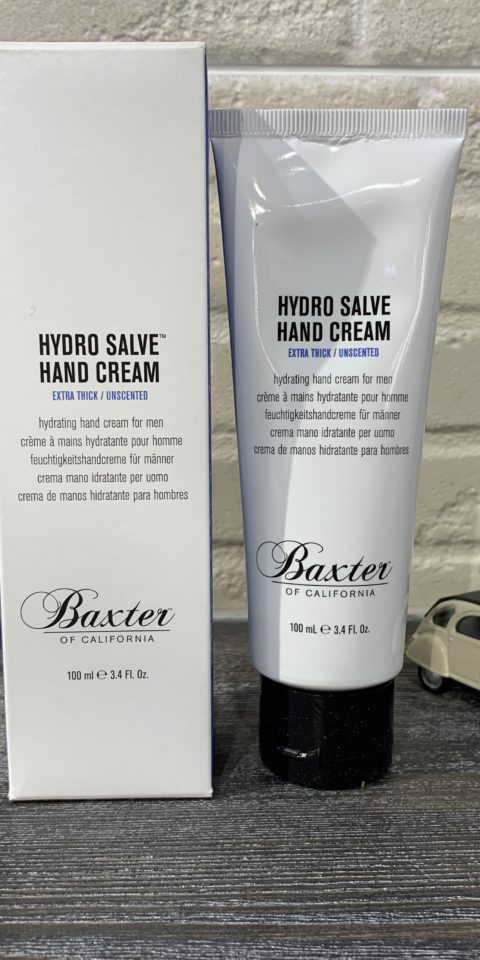 HYDRO SALVE™
HAND CREAM
EXTRA THICK / UNSCENTED
hydrating hand cream for men
crème à mains hydratante pour homme
feuchtigkeitshandcreme für männer
crema mano idratante per uomo
crema de manos hidratante para hombres
Baxter™
OF CALIFORNIA
100 ml ℮ 3.4 Fl. Oz.
HYDRO SALVE
HAND CREAM
EXTRA THICK / UNSCENTED
hydrating hand cream for men
crème à mains hydratante pour homme
feuchtigkeitshandcreme für männer
crema mano idratante per uomo
crema de manos hidratante para hombres
Baxter
OF CALIFORNIA
100 mL ℮ 3.4 Fl. Oz.